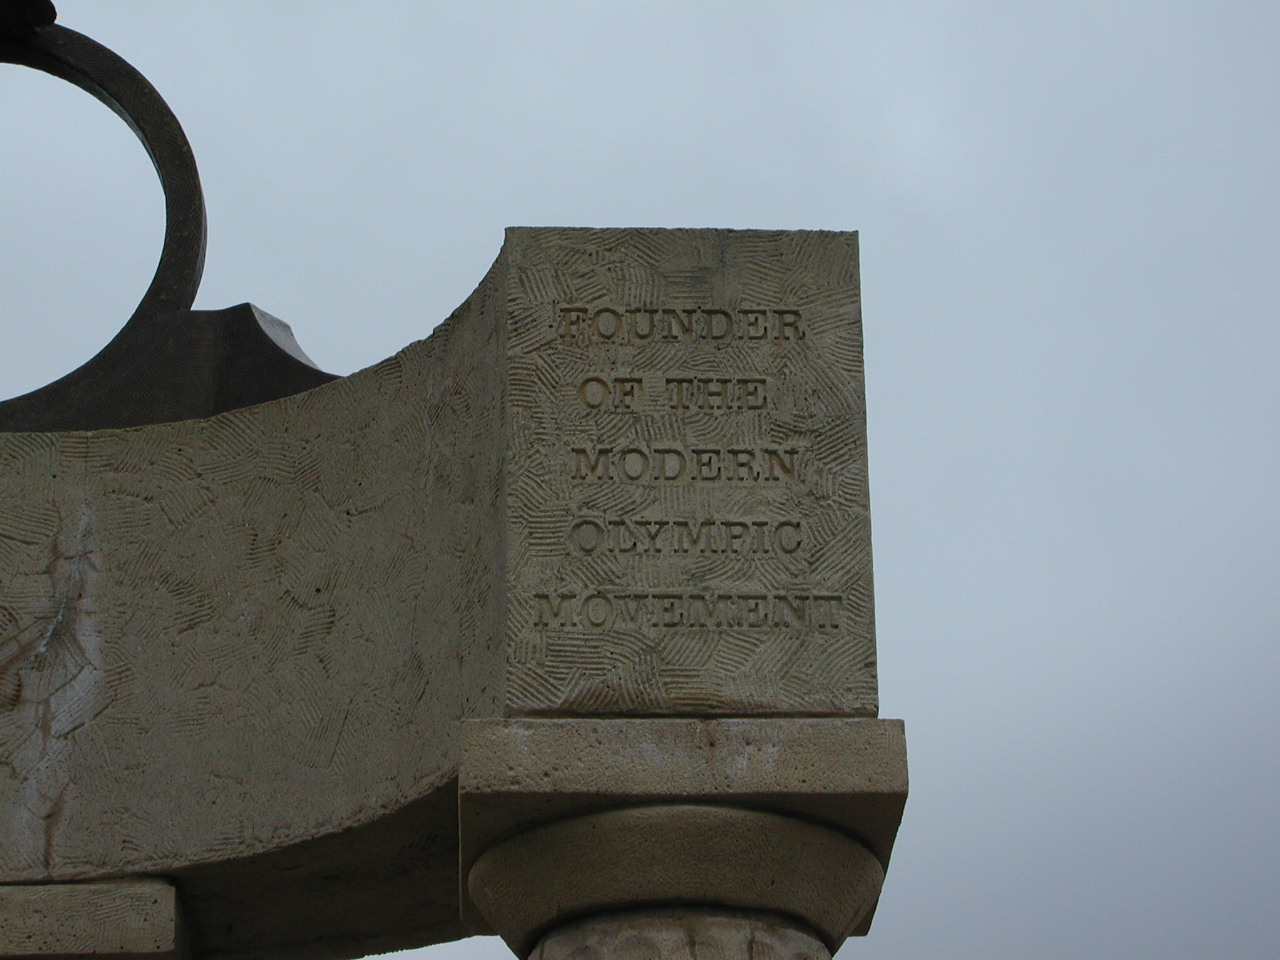 FOUNDER
OF THE
MODERN
OLYMPIC
MOVEMENT